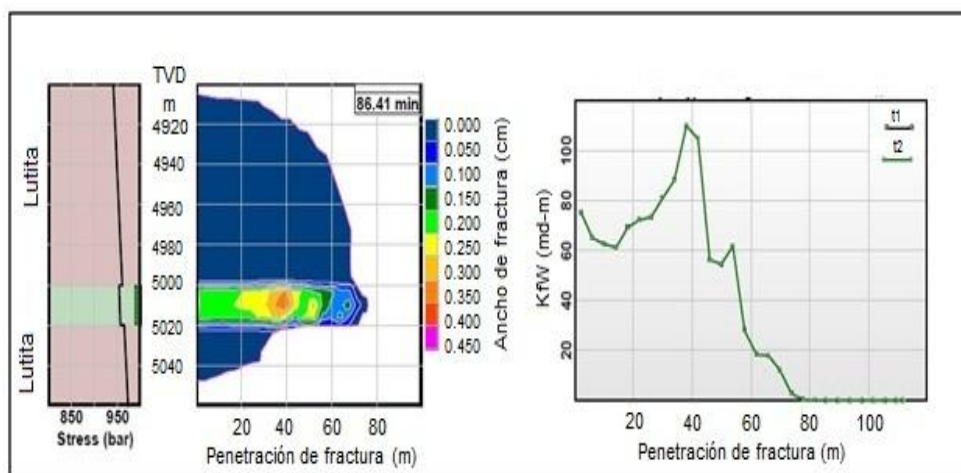 Lutita
Lutita
850 950
Stress (bar)
TVD
m
4920
4940
4960
4980
5000
5020
5040
86.41 min
20 40 60 80
Penetración de fractura (m)
0.000
0.050
0.100
0.150
0.200
0.250
0.300
0.350
0.400
0.450
Ancho de fractura (cm)
KfW (md-m)
100
80
60
40
20
t1
t2
20 40 60 80 100
Penetración de fractura (m)